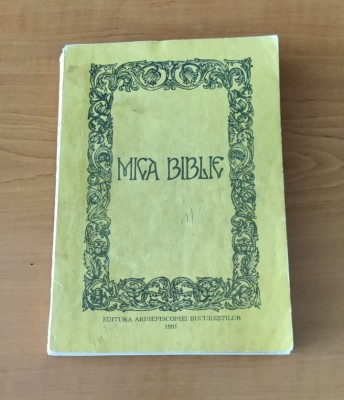 MICA BIBLIE
EDITURA ARHIEPISCOPIEI BUCUREȘTILOR
1991